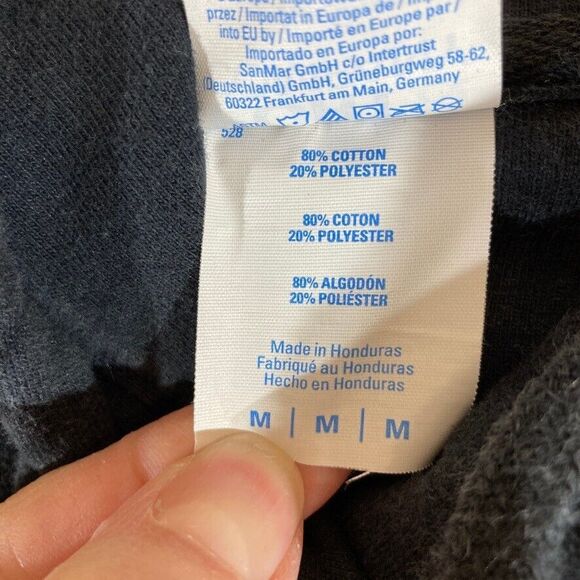 przez / Importat in Europa de /
into EU by / Importé en Europe par /
Importado en Europa por:
SanMar GmbH c/o Intertrust
(Deutschland) GmbH, Grüneburgweg 58-62,
60322 Frankfurt am Main, Germany
528
80% COTTON
20% POLYESTER
80% COTON
20% POLYESTER
80% ALGODÓN
20% POLIÉSTER
Made in Honduras
Fabriqué au Honduras
Hecho en Honduras
M | M | M